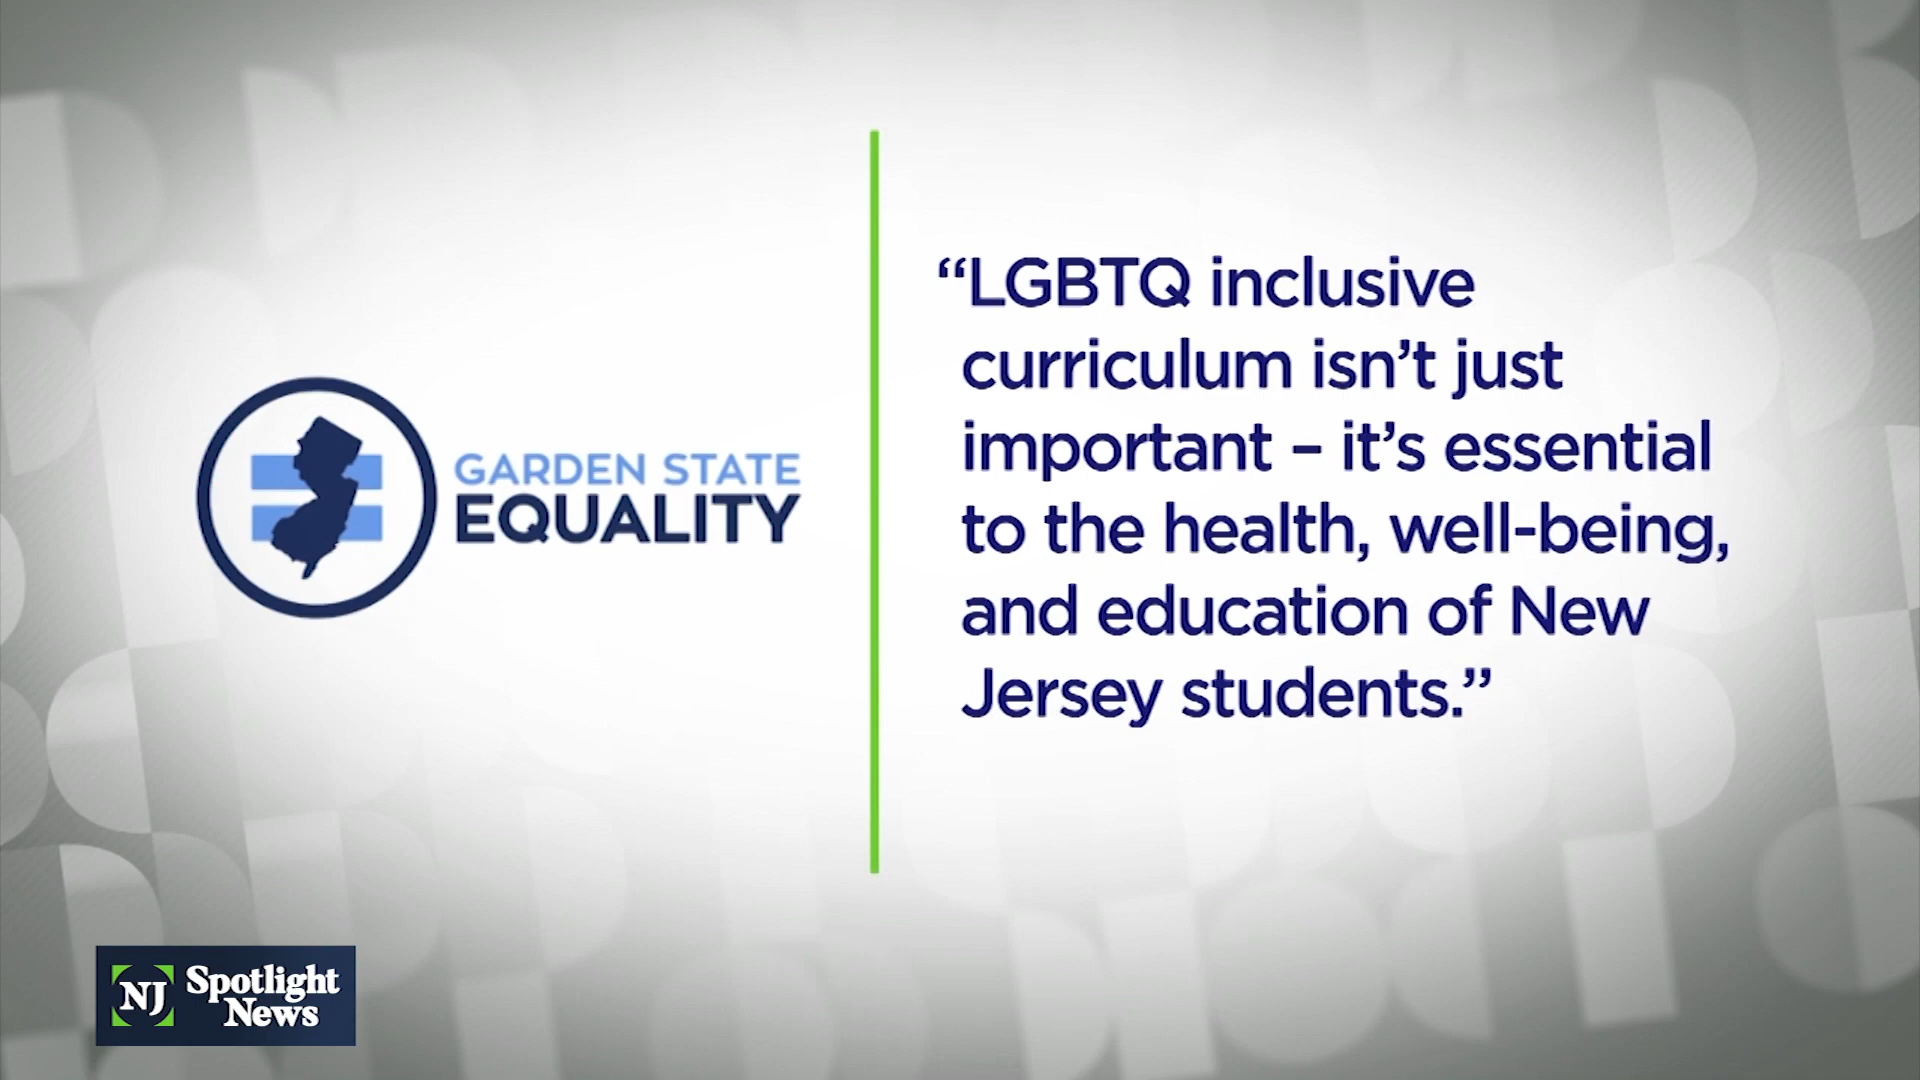 GARDEN STATE
EQUALITY
“LGBTQ inclusive
curriculum isn’t just
important – it’s essential
to the health, well-being,
and education of New
Jersey students.”
NJ Spotlight
News